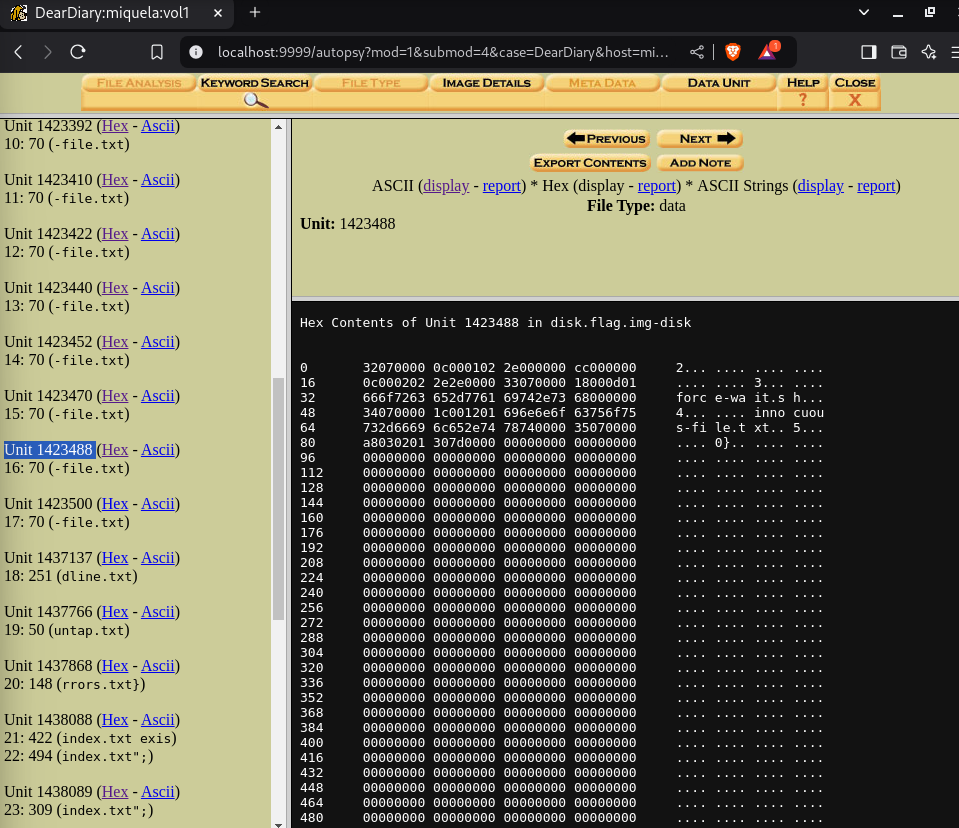 DearDiary:miquela:vol1
localhost:9999/autopsy?mod=1&submod=4&case=DearDiary&host=mi...
1
FILE ANALYSIS KEYWORD SEARCH FILE TYPE IMAGE DETAILS META DATA DATA UNIT HELP CLOSE
? X
Unit 1423392 (Hex - Ascii)
10: 70 (-file.txt)
Unit 1423410 (Hex - Ascii)
11: 70 (-file.txt)
Unit 1423422 (Hex - Ascii)
12: 70 (-file.txt)
Unit 1423440 (Hex - Ascii)
13: 70 (-file.txt)
Unit 1423452 (Hex - Ascii)
14: 70 (-file.txt)
Unit 1423470 (Hex - Ascii)
15: 70 (-file.txt)
Unit 1423488 (Hex - Ascii)
16: 70 (-file.txt)
Unit 1423500 (Hex - Ascii)
17: 70 (-file.txt)
Unit 1437137 (Hex - Ascii)
18: 251 (dline.txt)
Unit 1437766 (Hex - Ascii)
19: 50 (untap.txt)
Unit 1437868 (Hex - Ascii)
20: 148 (rrors.txt})
Unit 1438088 (Hex - Ascii)
21: 422 (index.txt exis)
22: 494 (index.txt";)
Unit 1438089 (Hex - Ascii)
23: 309 (index.txt";)
PREVIOUS NEXT
EXPORT CONTENTS ADD NOTE
ASCII (display - report) * Hex (display - report) * ASCII Strings (display - report)
File Type: data
Unit: 1423488
Hex Contents of Unit 1423488 in disk.flag.img-disk
0 32070000 0c000102 2e000000 cc000000 2... .... .... ....
16 0c000202 2e2e0000 33070000 18000d01 .... .... 3... ....
32 666f7263 652d7761 69742e73 68000000 forc e-wa it.s h...
48 34070000 1c001201 696e6e6f 63756f75 4... .... inno cuou
64 732d6669 6c652e74 78740000 35070000 s-fi le.t xt.. 5...
80 a8030201 307d0000 00000000 00000000 .... 0}.. .... ....
96 00000000 00000000 00000000 00000000 .... .... .... ....
112 00000000 00000000 00000000 00000000 .... .... .... ....
128 00000000 00000000 00000000 00000000 .... .... .... ....
144 00000000 00000000 00000000 00000000 .... .... .... ....
160 00000000 00000000 00000000 00000000 .... .... .... ....
176 00000000 00000000 00000000 00000000 .... .... .... ....
192 00000000 00000000 00000000 00000000 .... .... .... ....
208 00000000 00000000 00000000 00000000 .... .... .... ....
224 00000000 00000000 00000000 00000000 .... .... .... ....
240 00000000 00000000 00000000 00000000 .... .... .... ....
256 00000000 00000000 00000000 00000000 .... .... .... ....
272 00000000 00000000 00000000 00000000 .... .... .... ....
288 00000000 00000000 00000000 00000000 .... .... .... ....
304 00000000 00000000 00000000 00000000 .... .... .... ....
320 00000000 00000000 00000000 00000000 .... .... .... ....
336 00000000 00000000 00000000 00000000 .... .... .... ....
352 00000000 00000000 00000000 00000000 .... .... .... ....
368 00000000 00000000 00000000 00000000 .... .... .... ....
384 00000000 00000000 00000000 00000000 .... .... .... ....
400 00000000 00000000 00000000 00000000 .... .... .... ....
416 00000000 00000000 00000000 00000000 .... .... .... ....
432 00000000 00000000 00000000 00000000 .... .... .... ....
448 00000000 00000000 00000000 00000000 .... .... .... ....
464 00000000 00000000 00000000 00000000 .... .... .... ....
480 00000000 00000000 00000000 00000000 .... .... .... ....